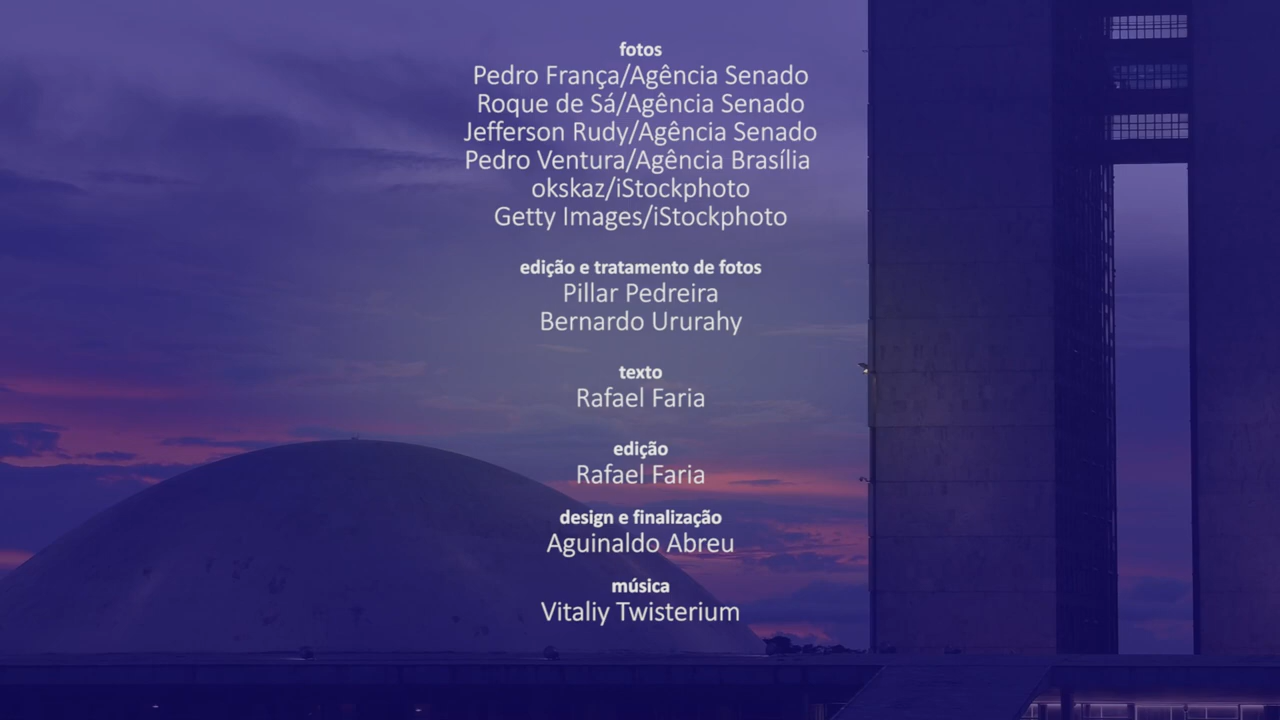 fotos
Pedro França/Agência Senado
Roque de Sá/Agência Senado
Jefferson Rudy/Agência Senado
Pedro Ventura/Agência Brasília
okskaz/iStockphoto
Getty Images/iStockphoto
edição e tratamento de fotos
Pillar Pedreira
Bernardo Ururahy
texto
Rafael Faria
edição
Rafael Faria
design e finalização
Aguinaldo Abreu
música
Vitaliy Twisterium